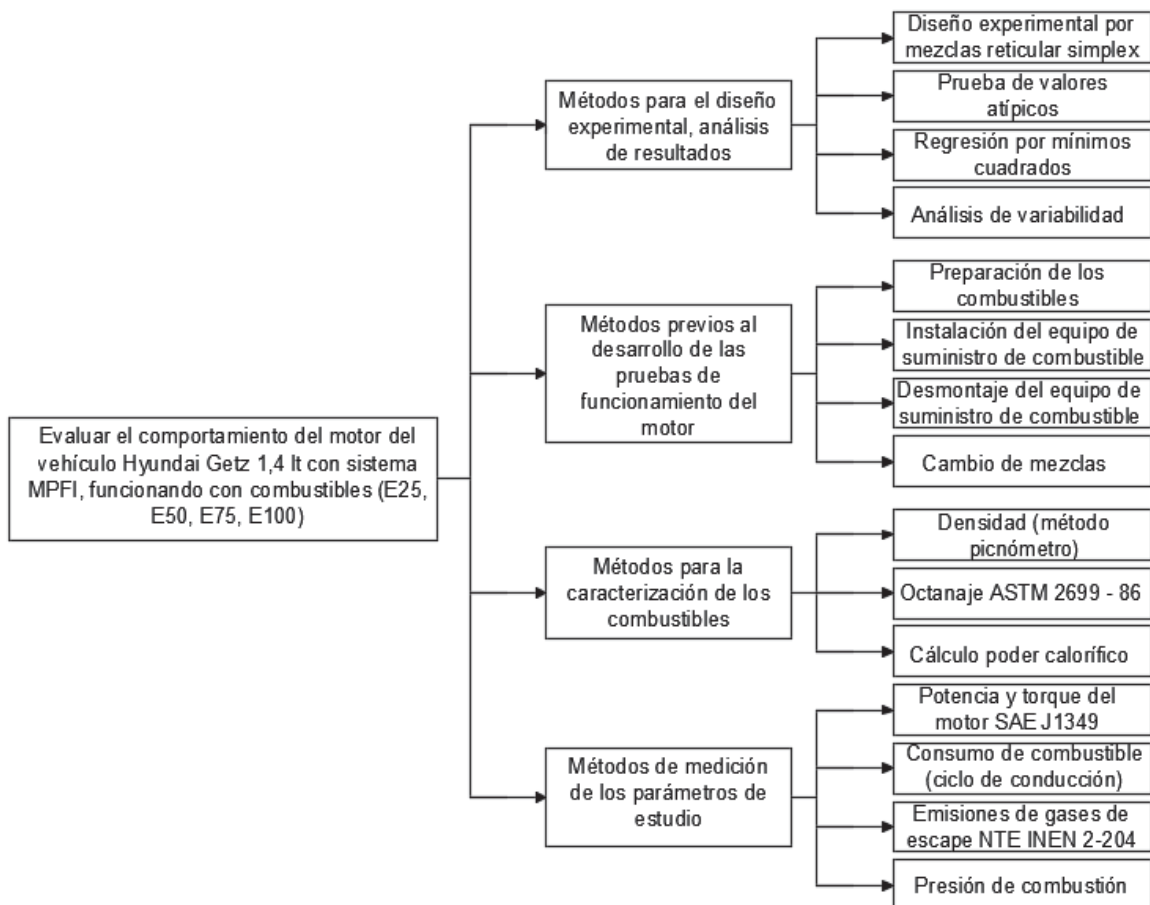 Evaluar el comportamiento del motor del
vehículo Hyundai Getz 1,4 lt con sistema
MPFI, funcionando con combustibles (E25,
E50, E75, E100)
Métodos para el diseño
experimental, análisis
de resultados
Diseño experimental por
mezclas reticular simplex
Prueba de valores
atípicos
Regresión por mínimos
cuadrados
Análisis de variabilidad
Métodos previos al
desarrollo de las
pruebas de
funcionamiento del
motor
Preparación de los
combustibles
Instalación del equipo de
suministro de combustible
Desmontaje del equipo de
suministro de combustible
Cambio de mezclas
Métodos para la
caracterización de los
combustibles
Densidad (método
picnómetro)
Octanaje ASTM 2699 - 86
Cálculo poder calorífico
Métodos de medición
de los parámetros de
estudio
Potencia y torque del
motor SAE J1349
Consumo de combustible
(ciclo de conducción)
Emisiones de gases de
escape NTE INEN 2-204
Presión de combustión